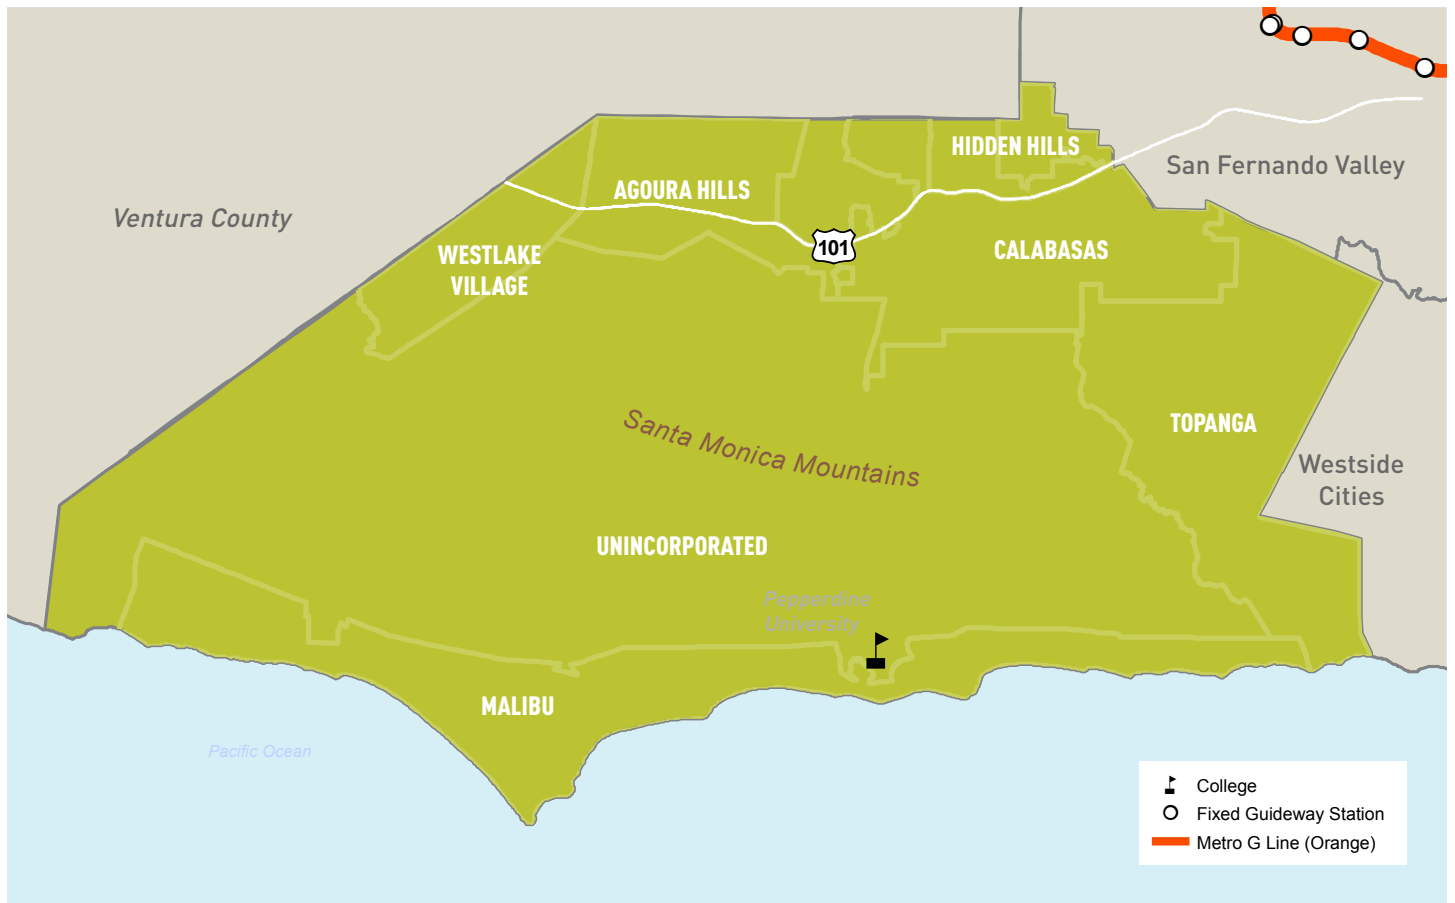 HIDDEN HILLS
San Fernando Valley
AGOURA HILLS
Ventura County
101
CALABASAS
WESTLAKE
VILLAGE
Santa Monica Mountains
TOPANGA
Westside
Cities
UNINCORPORATED
Pepperdine
University
MALIBU
Pacific Ocean
College
Fixed Guideway Station
Metro G Line (Orange)